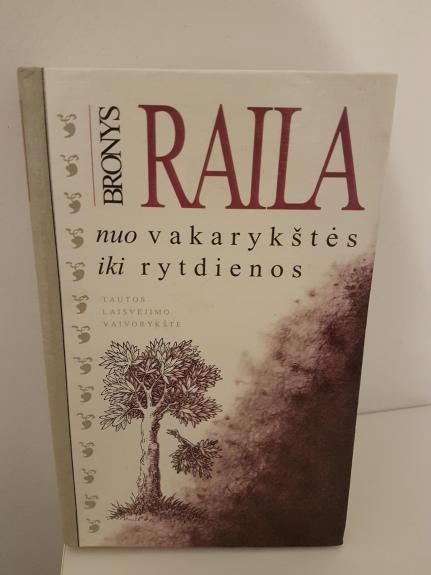 BRONYS
RAILA
nuo vakarykštės
iki rytdienos
TAUTOS
LAISVĖJIMO
VAIVORYKŠTĖ